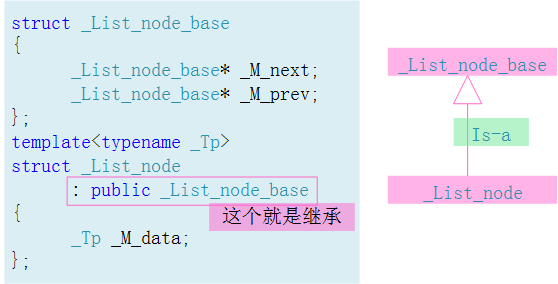 struct _List_node_base
{
_List_node_base* _M_next;
_List_node_base* _M_prev;
};
template<typename _Tp>
struct _List_node
: public _List_node_base
{
这个就是继承
_Tp _M_data;
};
_List_node_base
Is-a
_List_node